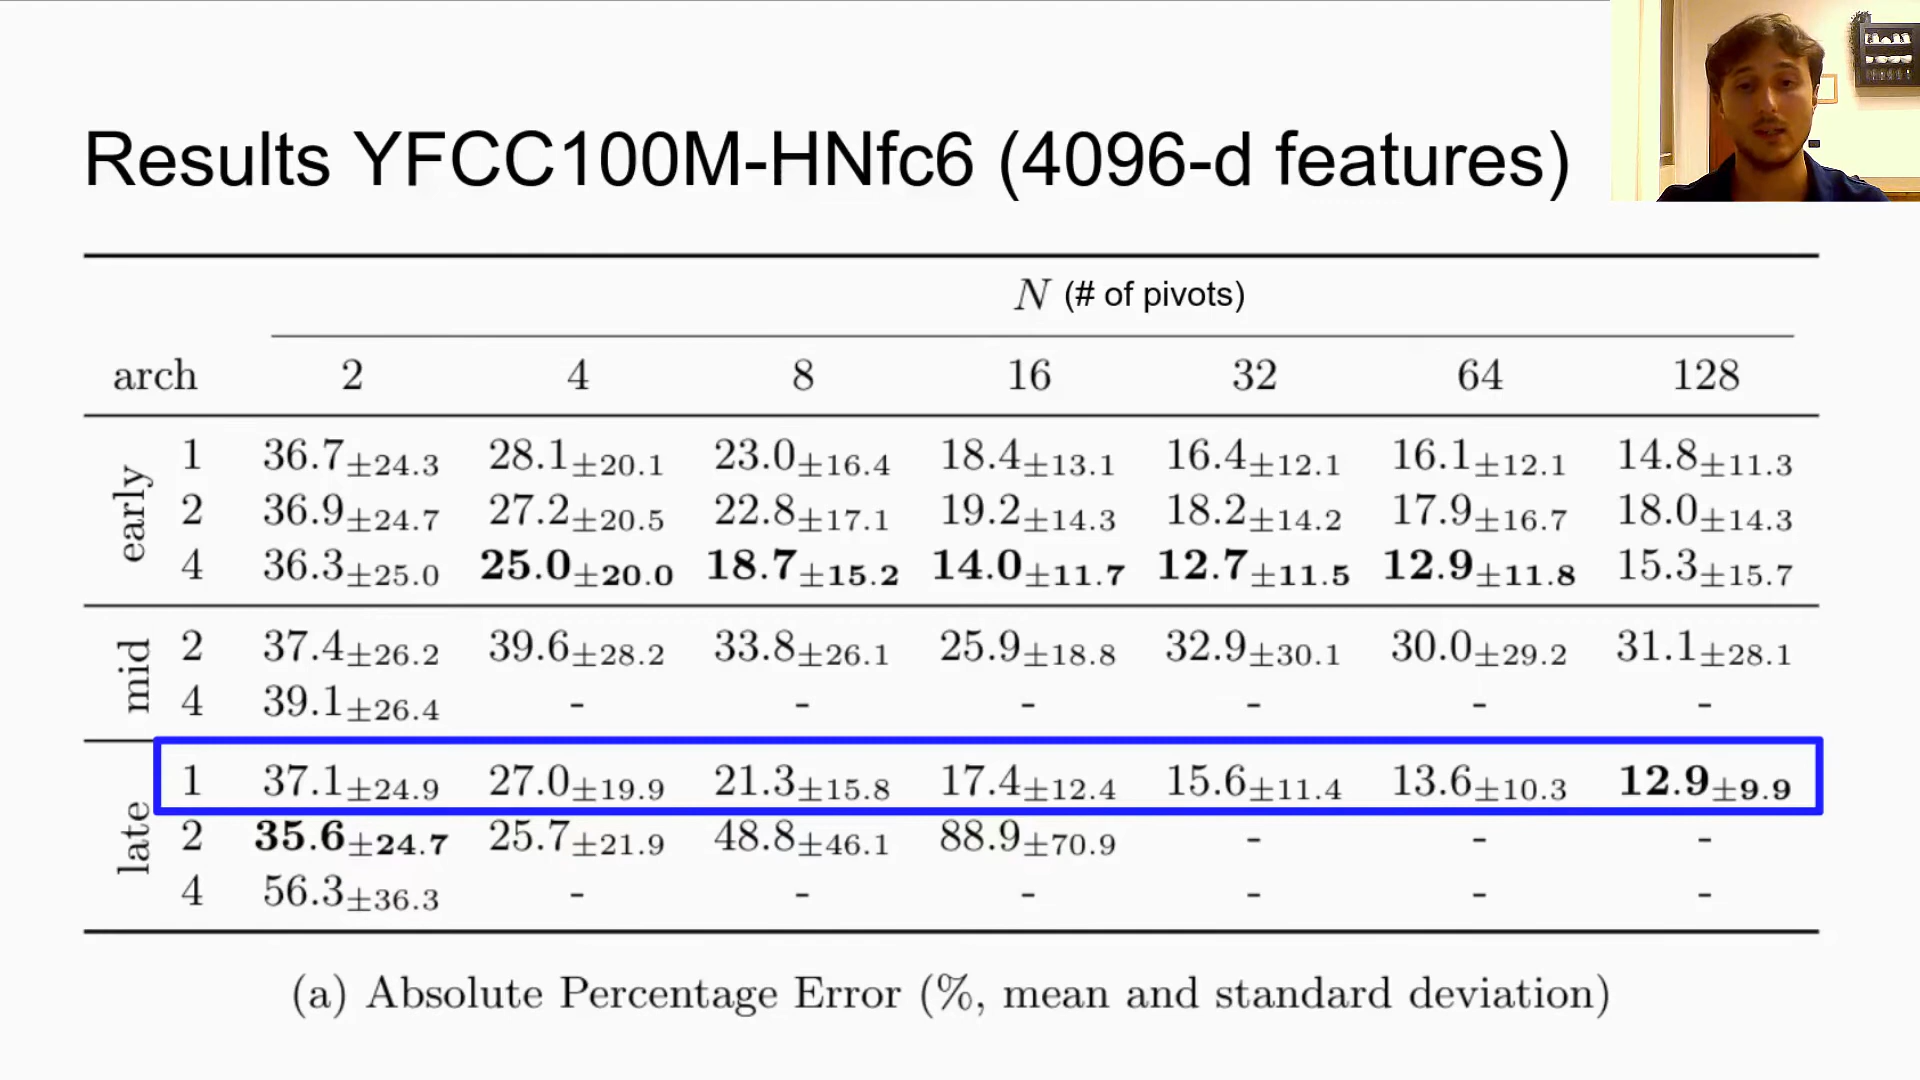 Results YFCC100M-HNfc6 (4096-d features)
N (# of pivots)
arch 2 4 8 16 32 64 128
early
1 36.7±24.3 28.1±20.1 23.0±16.4 18.4±13.1 16.4±12.1 16.1±12.1 14.8±11.3
2 36.9±24.7 27.2±20.5 22.8±17.1 19.2±14.3 18.2±14.2 17.9±16.7 18.0±14.3
4 36.3±25.0 25.0±20.0 18.7±15.2 14.0±11.7 12.7±11.5 12.9±11.8 15.3±15.7
mid
2 37.4±26.2 39.6±28.2 33.8±26.1 25.9±18.8 32.9±30.1 30.0±29.2 31.1±28.1
4 39.1±26.4 - - - - - -
late
1 37.1±24.9 27.0±19.9 21.3±15.8 17.4±12.4 15.6±11.4 13.6±10.3 12.9±9.9
2 35.6±24.7 25.7±21.9 48.8±46.1 88.9±70.9 - - -
4 56.3±36.3 - - - - - -
(a) Absolute Percentage Error (%, mean and standard deviation)